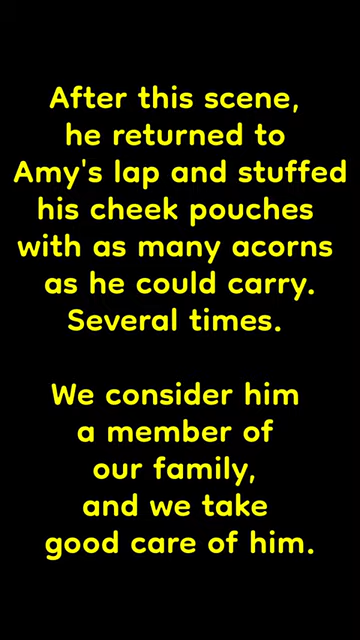 After this scene,
he returned to
Amy's lap and stuffed
his cheek pouches
with as many acorns
as he could carry.
Several times.
We consider him
a member of
our family,
and we take
good care of him.